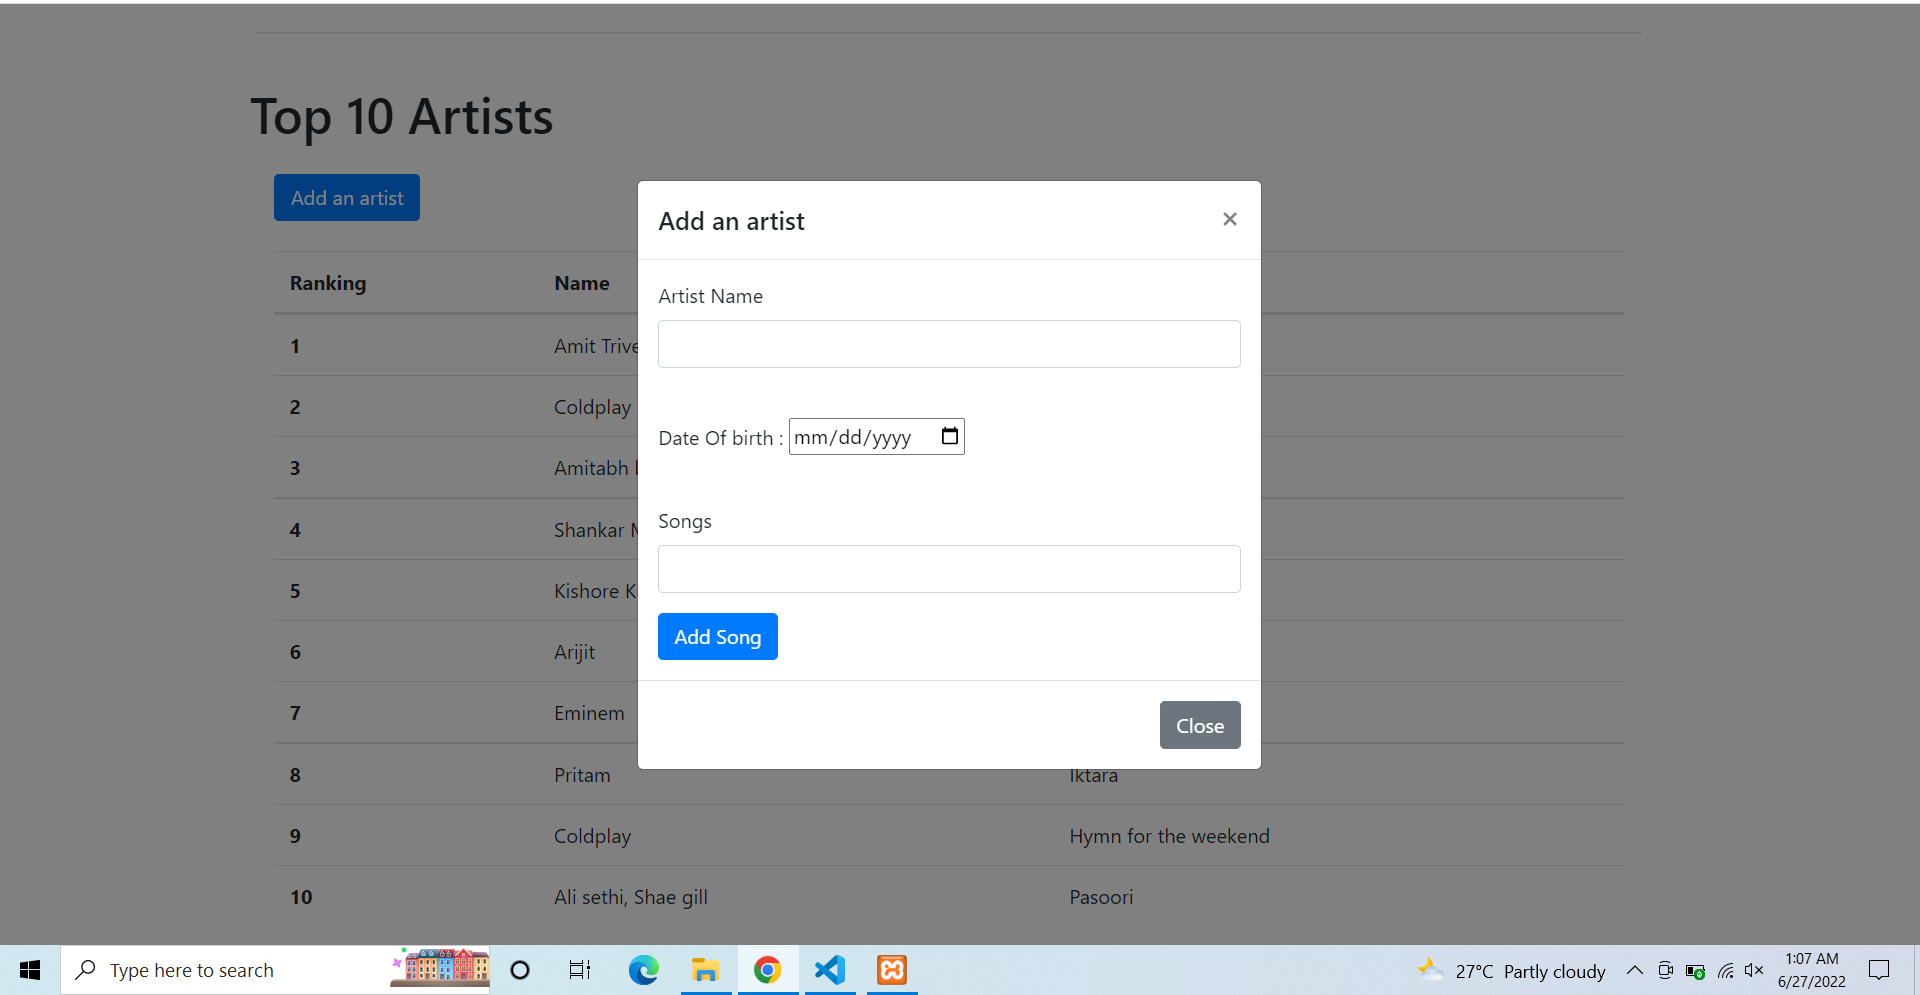 Top 10 Artists
Add an artist
Add an artist ×
Ranking Name
Artist Name
1 Amit Trive
2 Coldplay
Date Of birth : mm/dd/yyyy
3 Amitabh
Songs
4 Shankar
5 Kishore K
Add Song
6 Arijit
7 Eminem
Close
8 Pritam Iktara
9 Coldplay Hymn for the weekend
10 Ali sethi, Shae gill Pasoori
Type here to search
27°C Partly cloudy
1:07 AM
6/27/2022